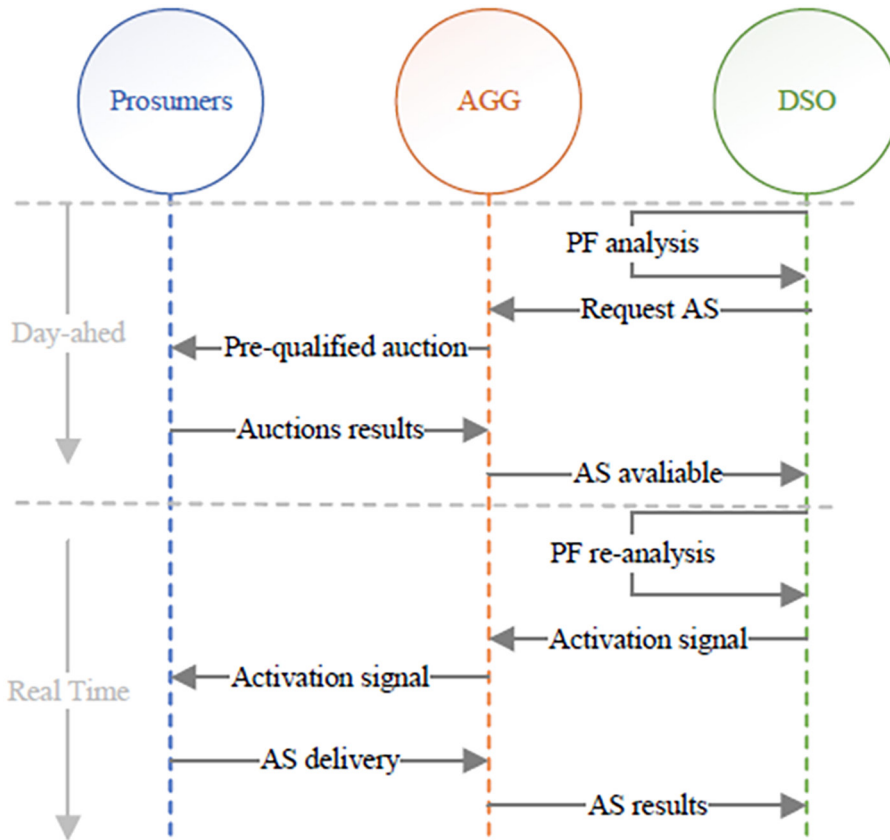 Prosumers
AGG
DSO
PF analysis
Request AS
Day-ahed
Pre-qualified auction
Auctions results
AS avaliable
PF re-analysis
Activation signal
Activation signal
Real Time
AS delivery
AS results